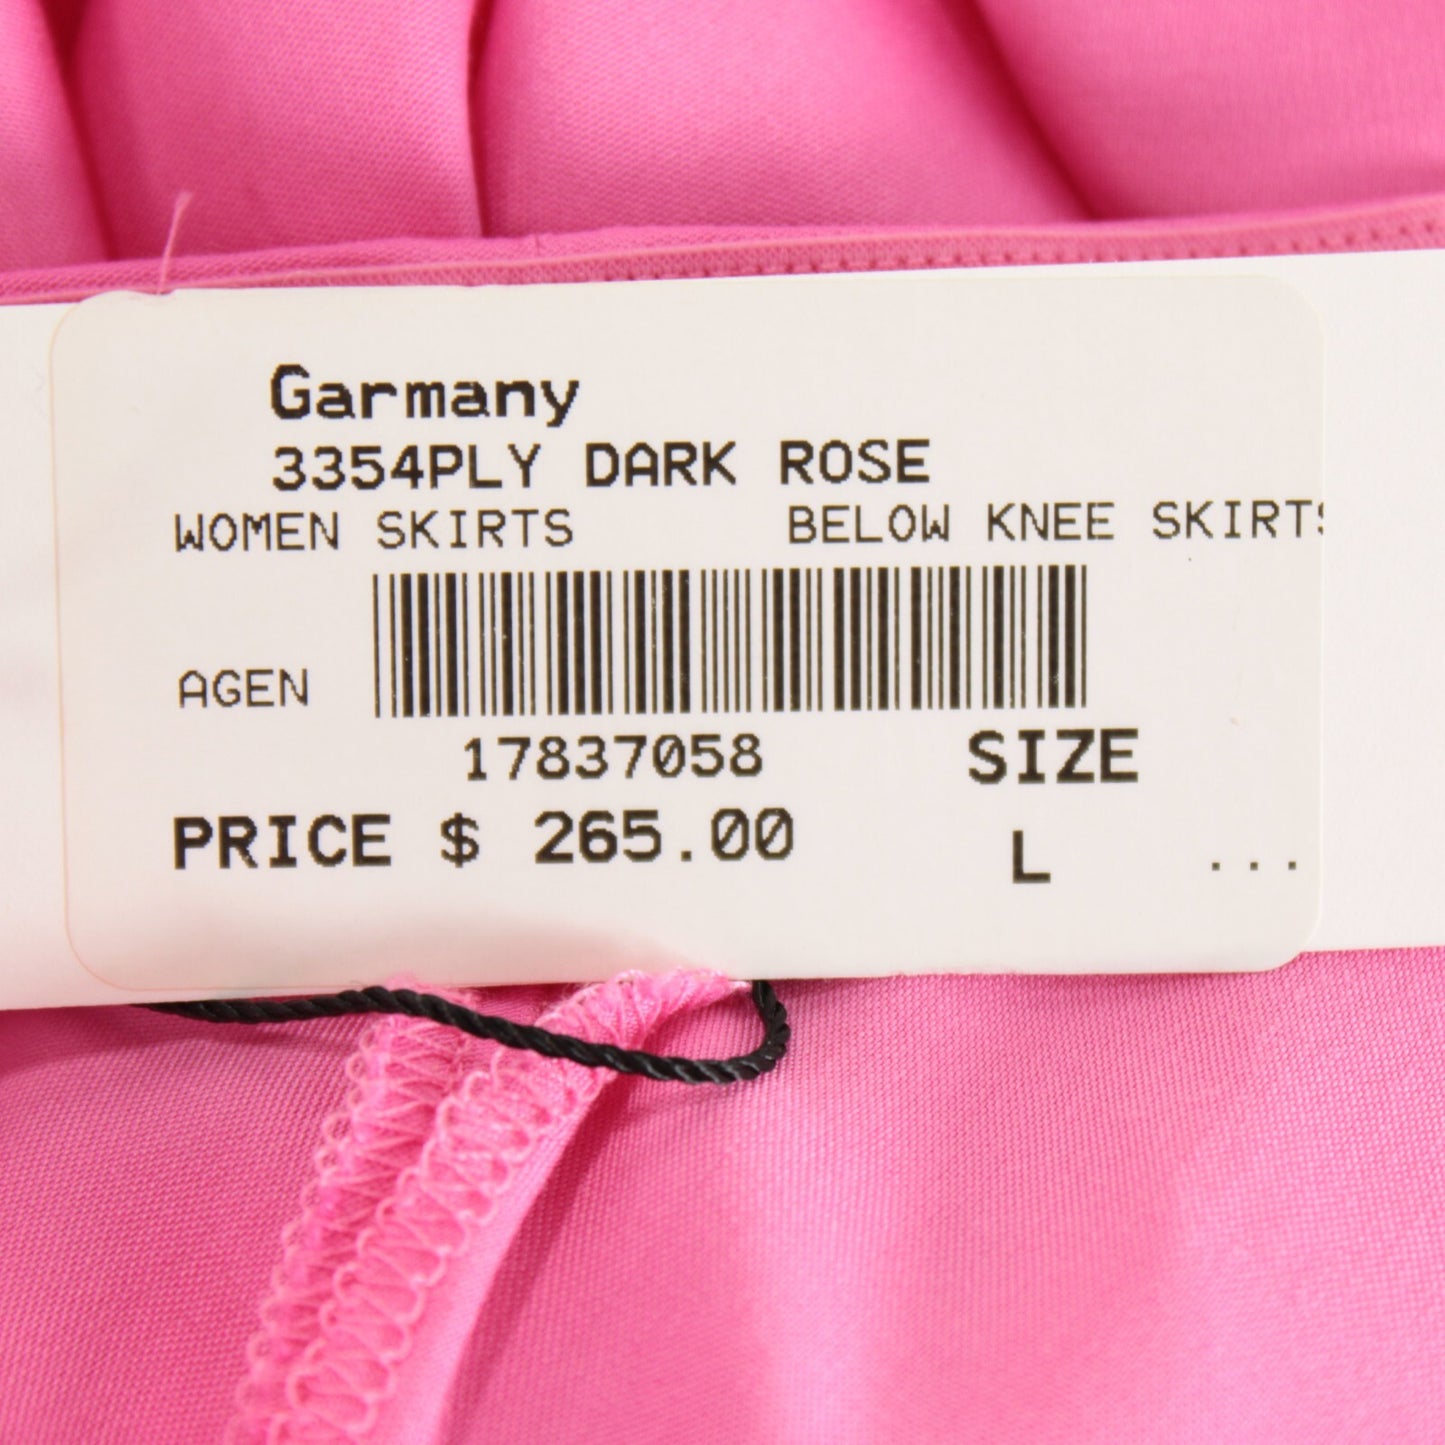 Garmany
3354PLY DARK ROSE
WOMEN SKIRTS BELOW KNEE SKIRTS
AGEN
17837058 SIZE
PRICE $ 265.00 L ...